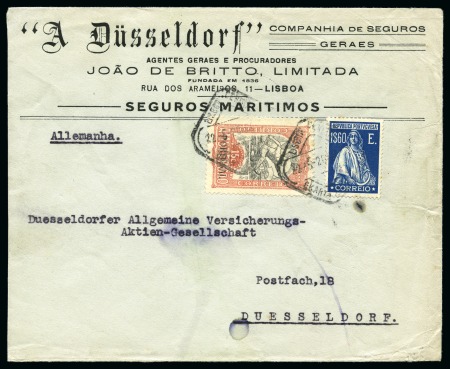 "A Düsseldorf"
COMPANHIA DE SEGUROS
GERAES
AGENTES GERAES E PROCURADORES
JOÃO DE BRITTO, LIMITADA
FUNDADA EM 1836
RUA DOS ARAMEIROS, 11—LISBOA
SEGUROS MARITIMOS
Allemanha.
REPUBLICA PORTUGUESA
1$60 E.
CORREIO
CORREIO
Duesseldorfer Allgemeine Versicherungs-
Aktien-Gesellschaft
Postfach,18
DUESSELDORF.